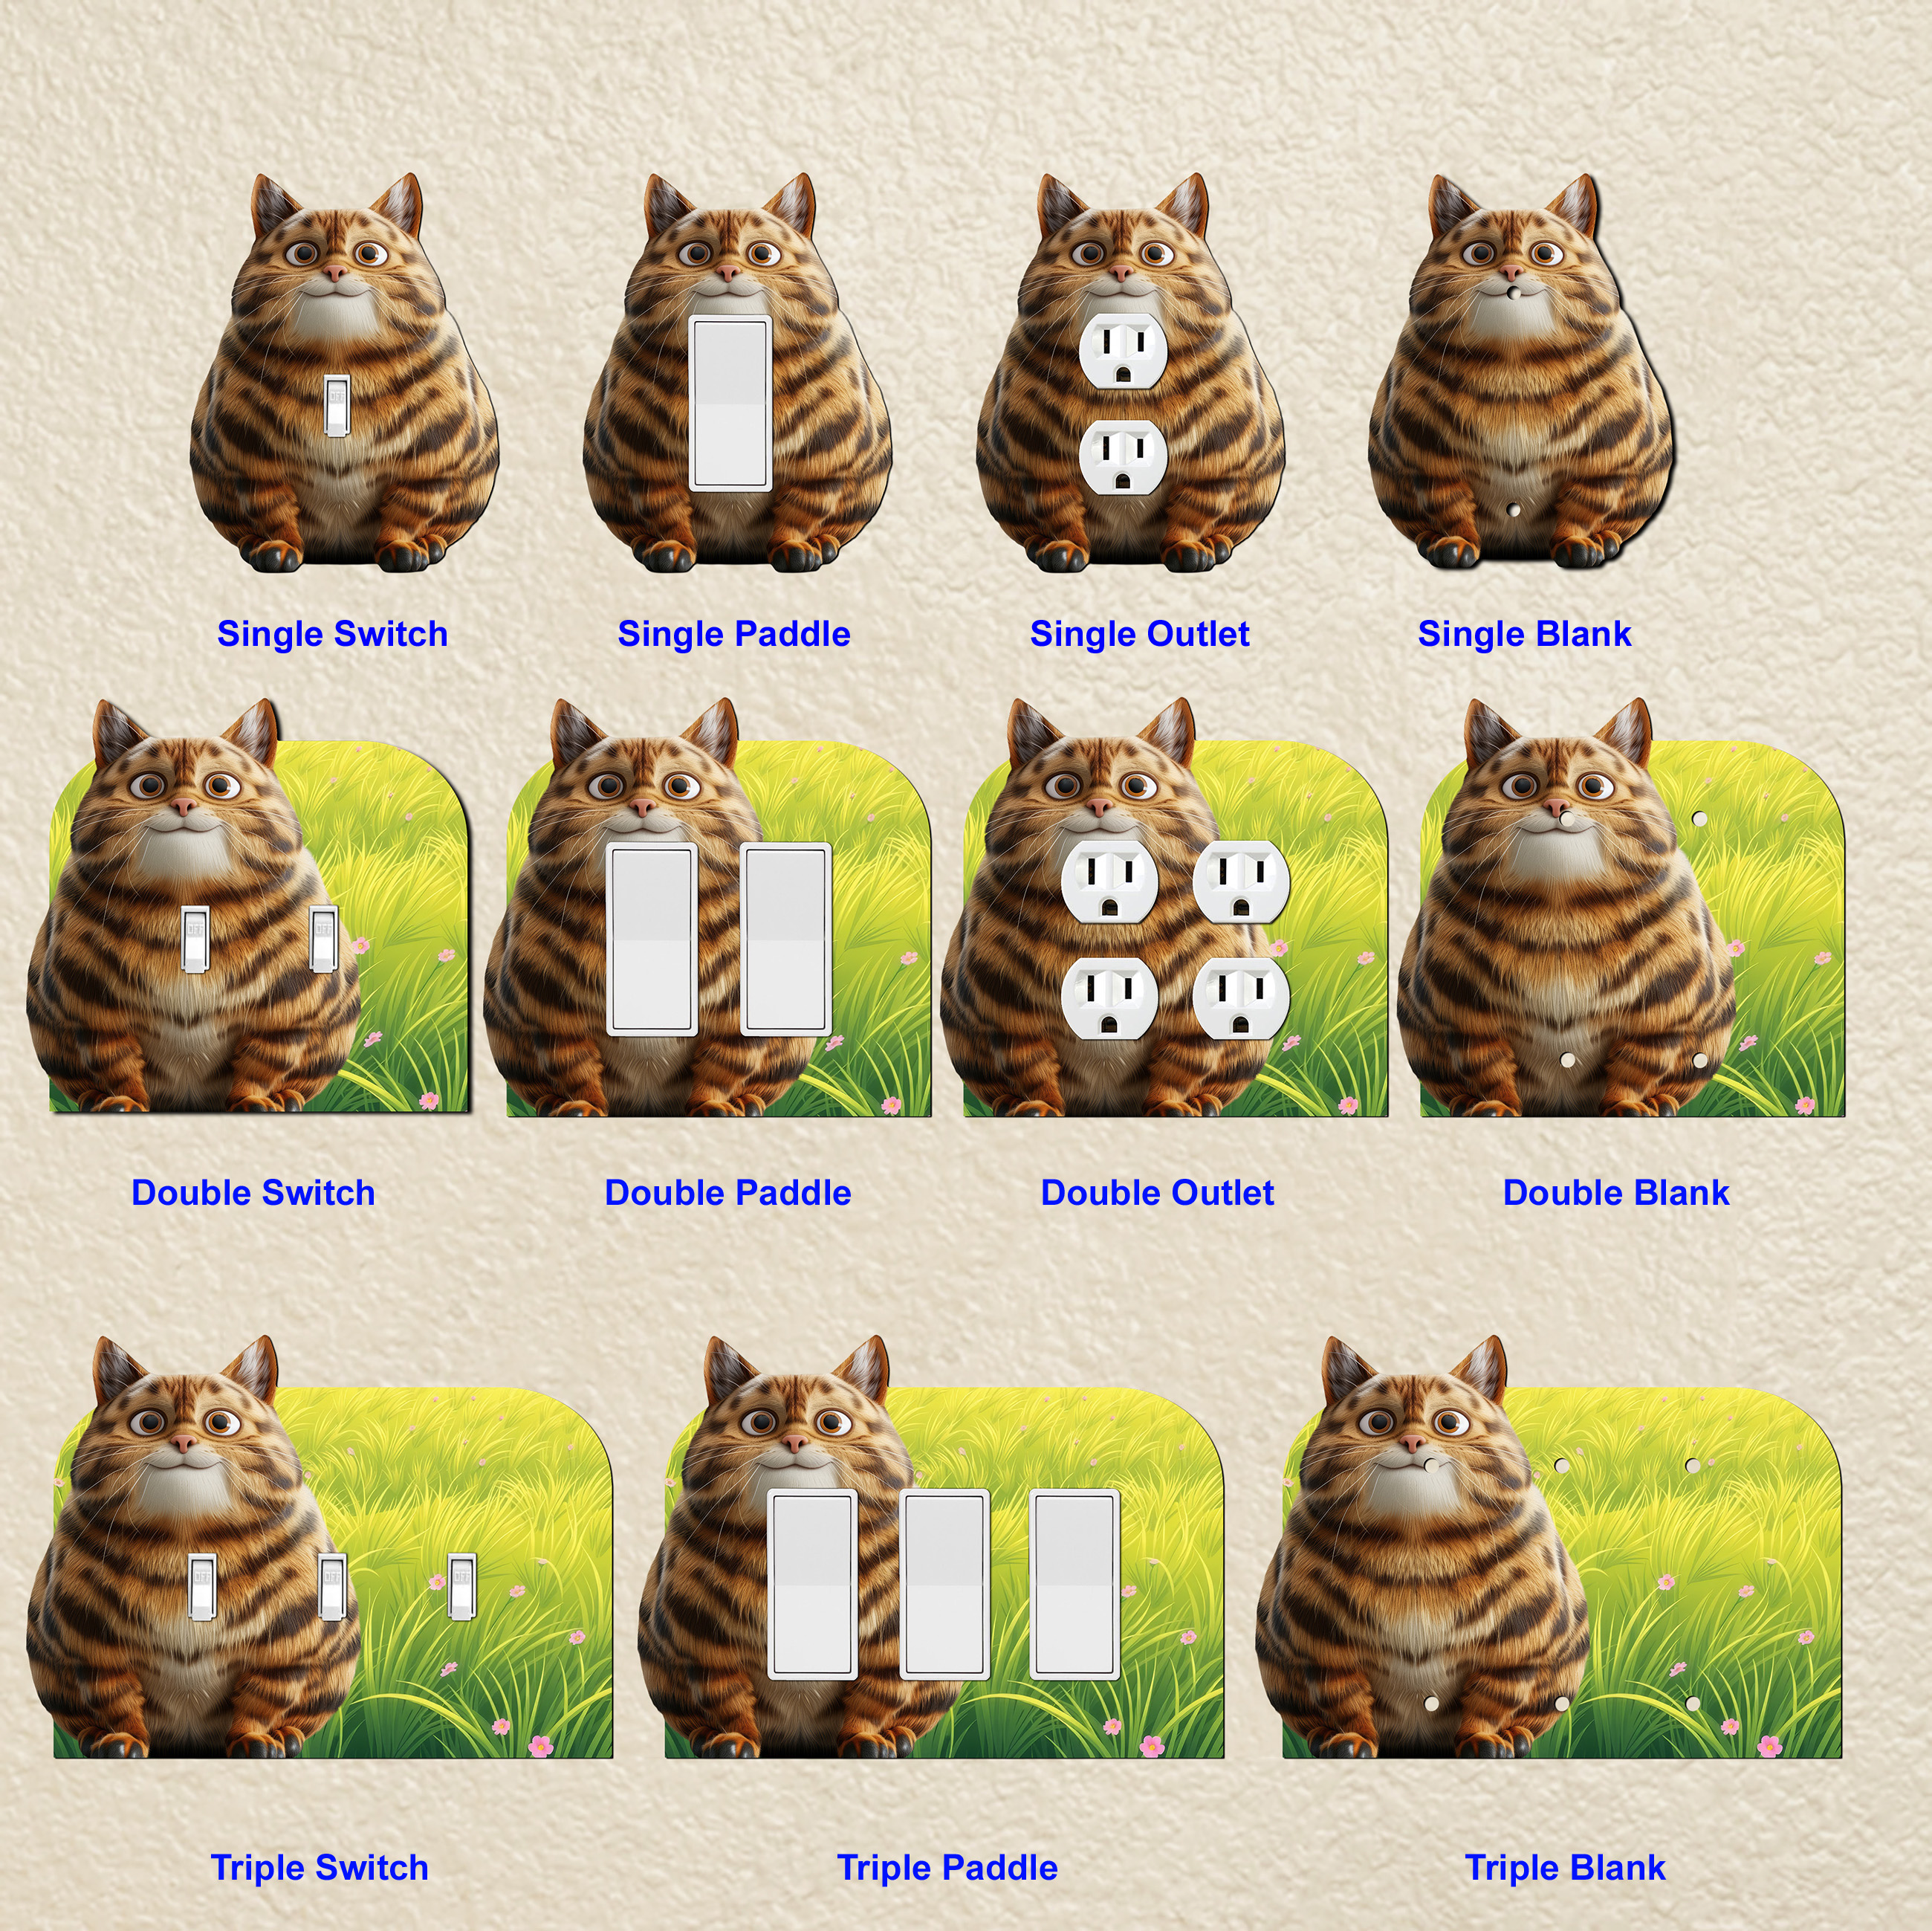 Single Switch
Single Paddle
Single Outlet
Single Blank
Double Switch
Double Paddle
Double Outlet
Double Blank
Triple Switch
Triple Paddle
Triple Blank